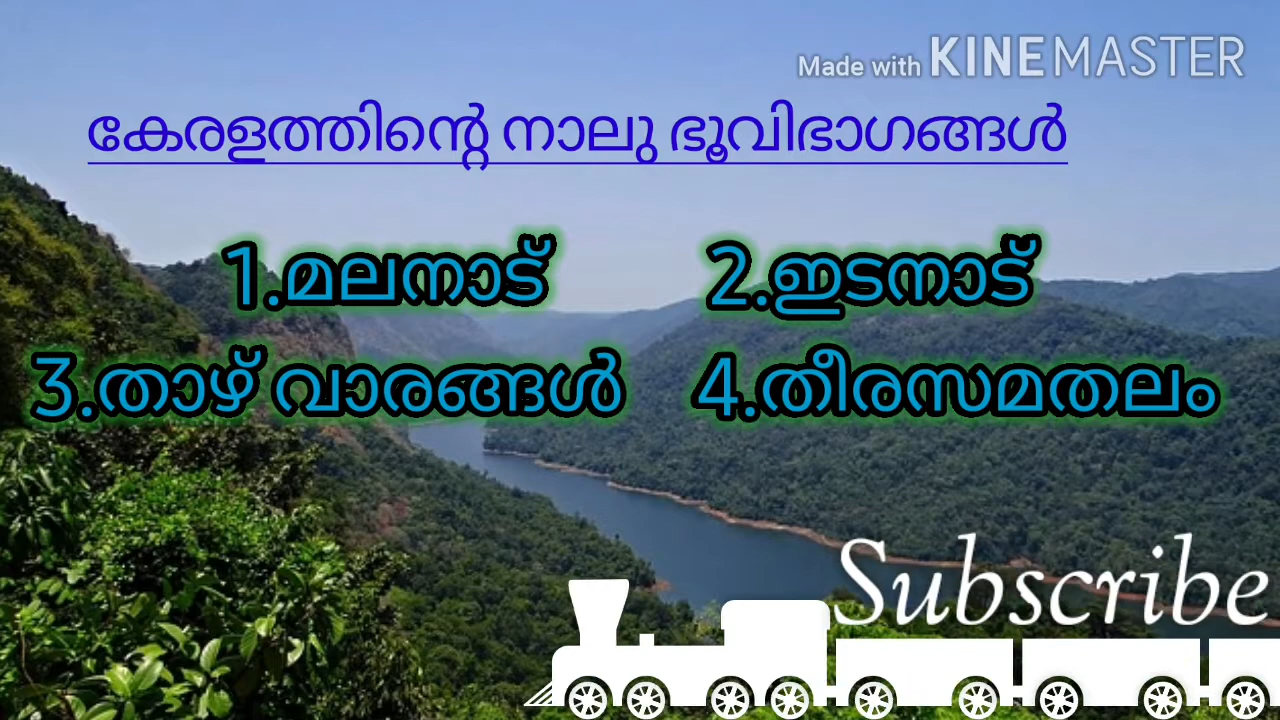 Made with KINEMASTER
കേരളത്തിന്റെ നാലു ഭൂവിഭാഗങ്ങൾ
1.മലനാട് 2.ഇടനാട്
3.താഴ് വാരങ്ങൾ 4.തീരസമതലം
Subscribe